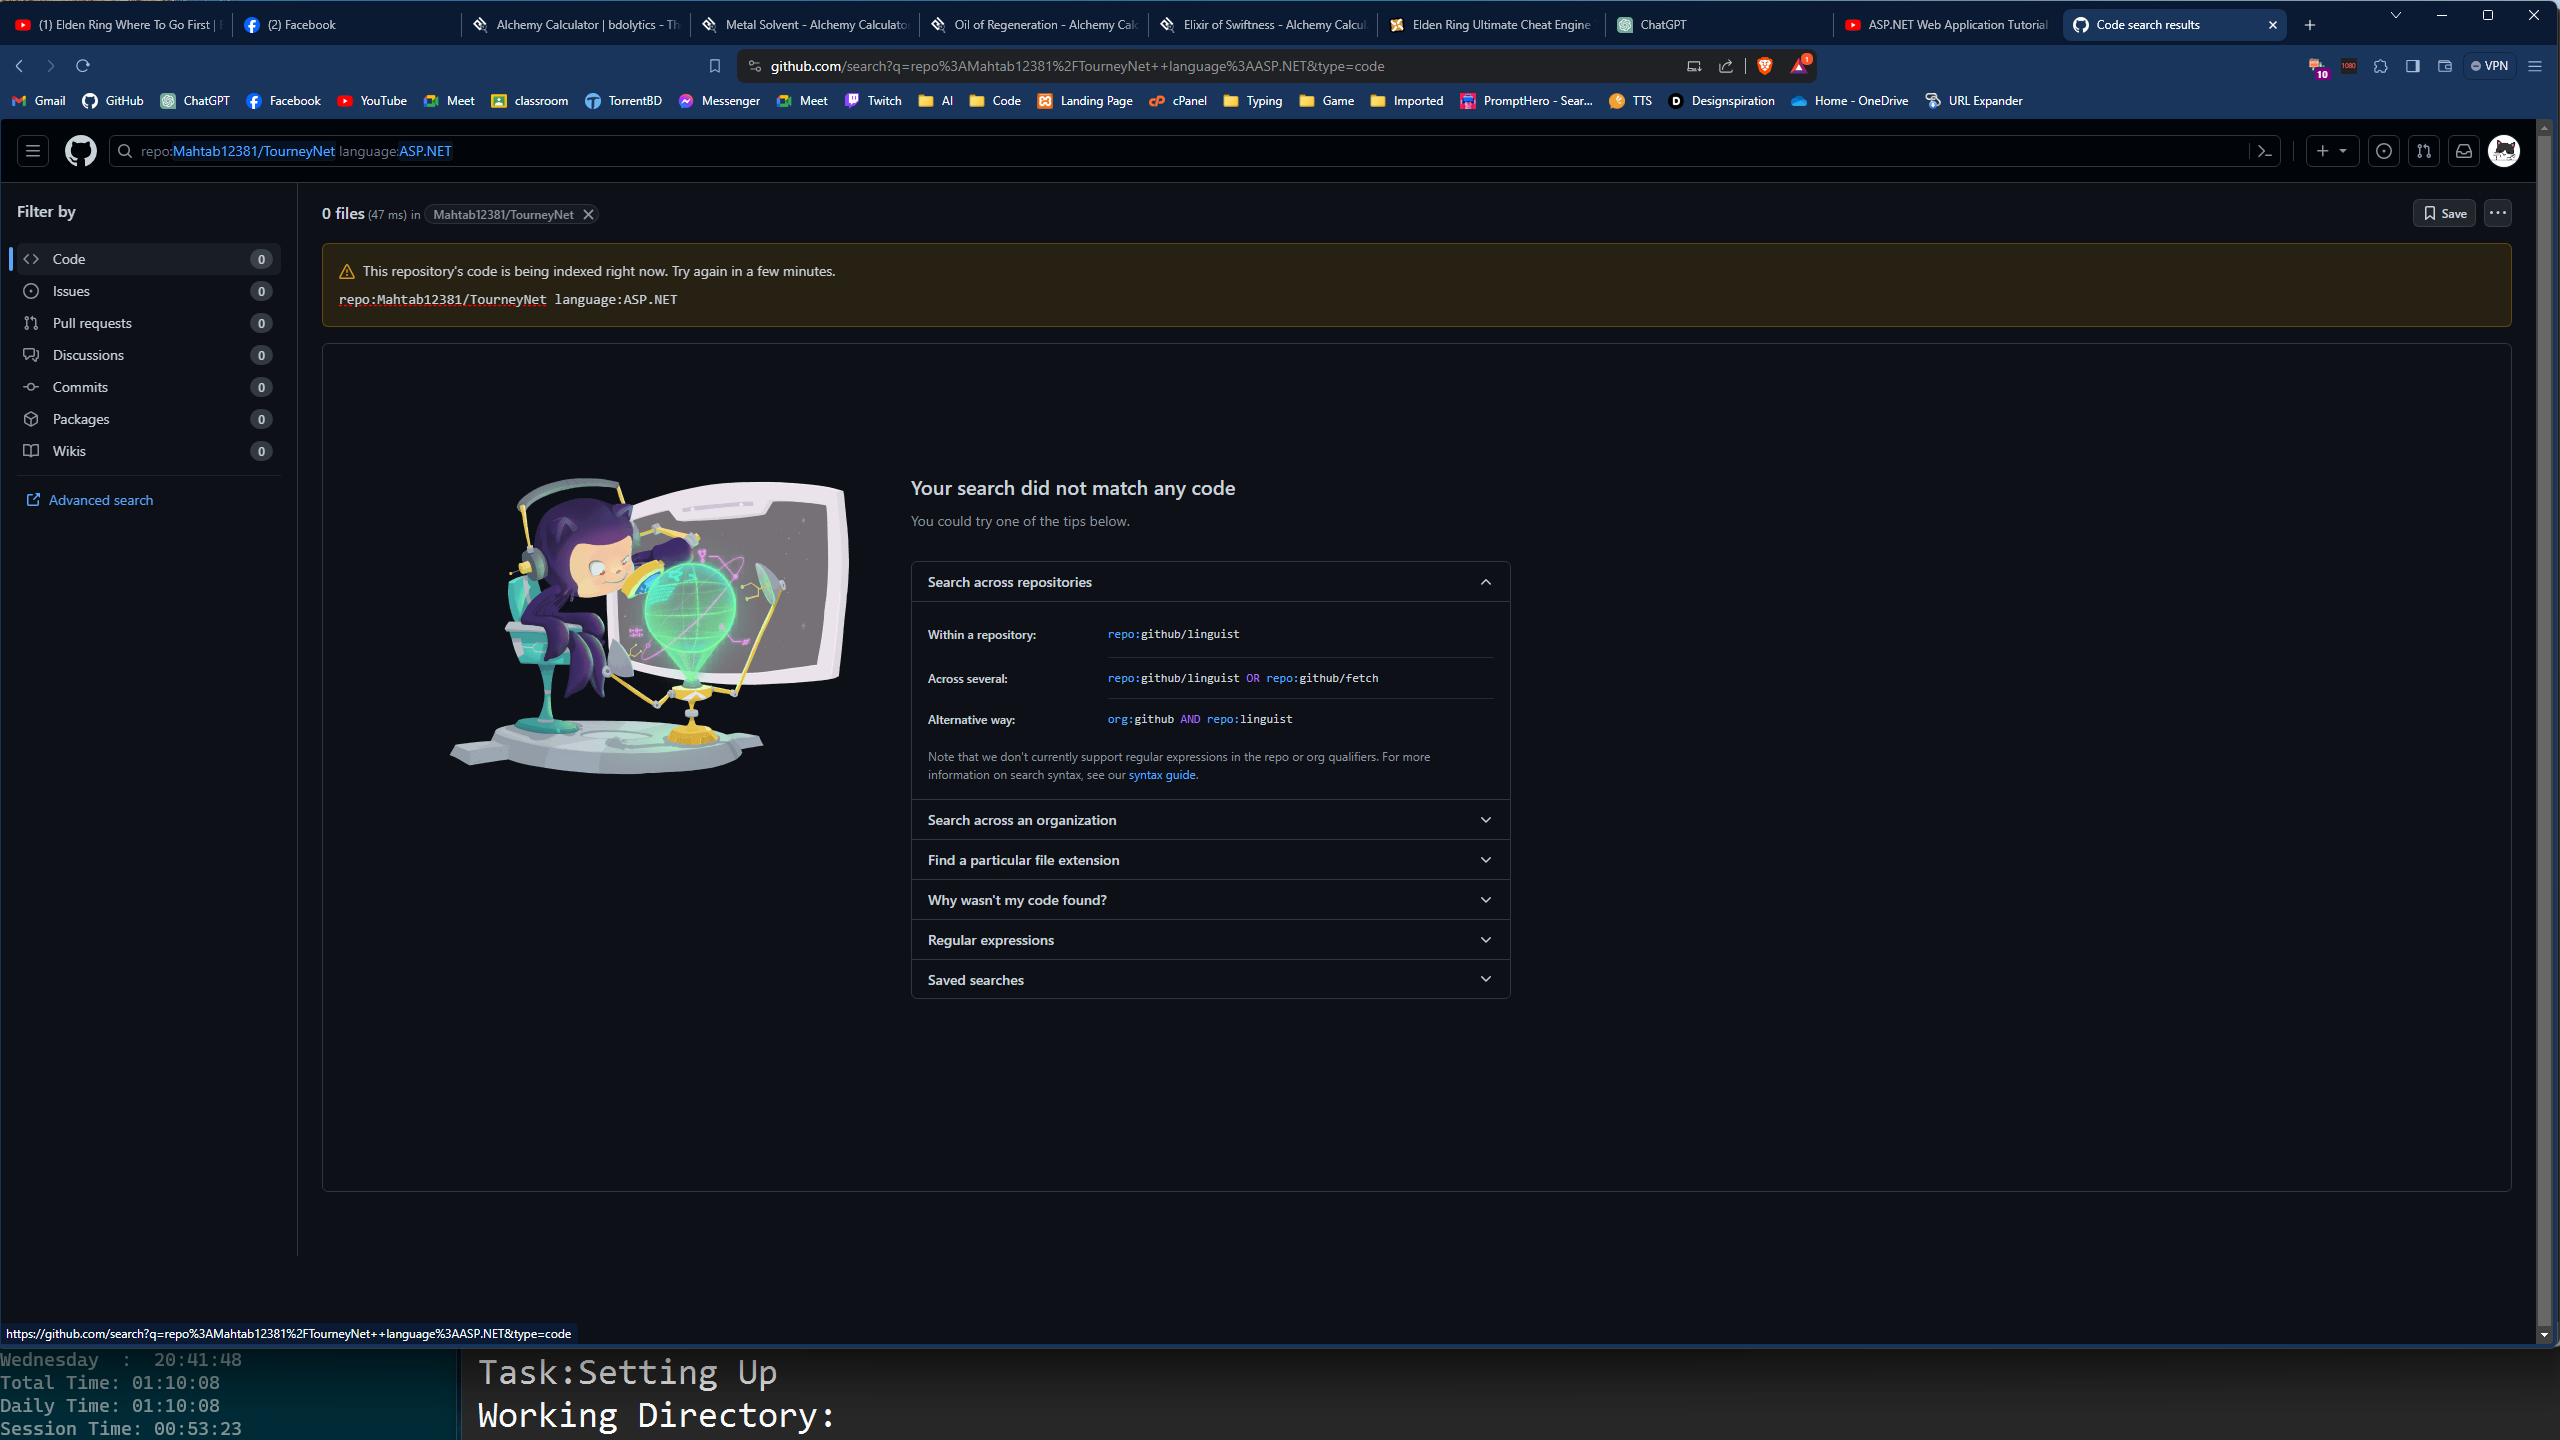 (1) Elden Ring Where To Go First |
(2) Facebook
Alchemy Calculator | bdolytics - Th
Metal Solvent - Alchemy Calculator
Oil of Regeneration - Alchemy Calc
Elixir of Swiftness - Alchemy Calcul
Elden Ring Ultimate Cheat Engine
ChatGPT
ASP.NET Web Application Tutorial
Code search results
github.com/search?q=repo%3AMahtab12381%2FTourneyNet++language%3AASP.NET&type=code
1
10
1080
VPN
Gmail
GitHub
ChatGPT
Facebook
YouTube
Meet
classroom
TorrentBD
Messenger
Meet
Twitch
AI
Code
Landing Page
cPanel
Typing
Game
Imported
PromptHero - Sear...
TTS
Designspiration
Home - OneDrive
URL Expander
repo:Mahtab12381/TourneyNet language:ASP.NET
Filter by
Code 0
Issues 0
Pull requests 0
Discussions 0
Commits 0
Packages 0
Wikis 0
Advanced search
0 files (47 ms) in Mahtab12381/TourneyNet
Save
This repository's code is being indexed right now. Try again in a few minutes.
repo:Mahtab12381/TourneyNet language:ASP.NET
Your search did not match any code
You could try one of the tips below.
Search across repositories
Within a repository: repo:github/linguist
Across several: repo:github/linguist OR repo:github/fetch
Alternative way: org:github AND repo:linguist
Note that we don't currently support regular expressions in the repo or org qualifiers. For more
information on search syntax, see our syntax guide.
Search across an organization
Find a particular file extension
Why wasn't my code found?
Regular expressions
Saved searches
https://github.com/search?q=repo%3AMahtab12381%2FTourneyNet++language%3AASP.NET&type=code
Wednesday : 20:41:48
Total Time: 01:10:08
Daily Time: 01:10:08
Session Time: 00:53:23
Task:Setting Up
Working Directory: